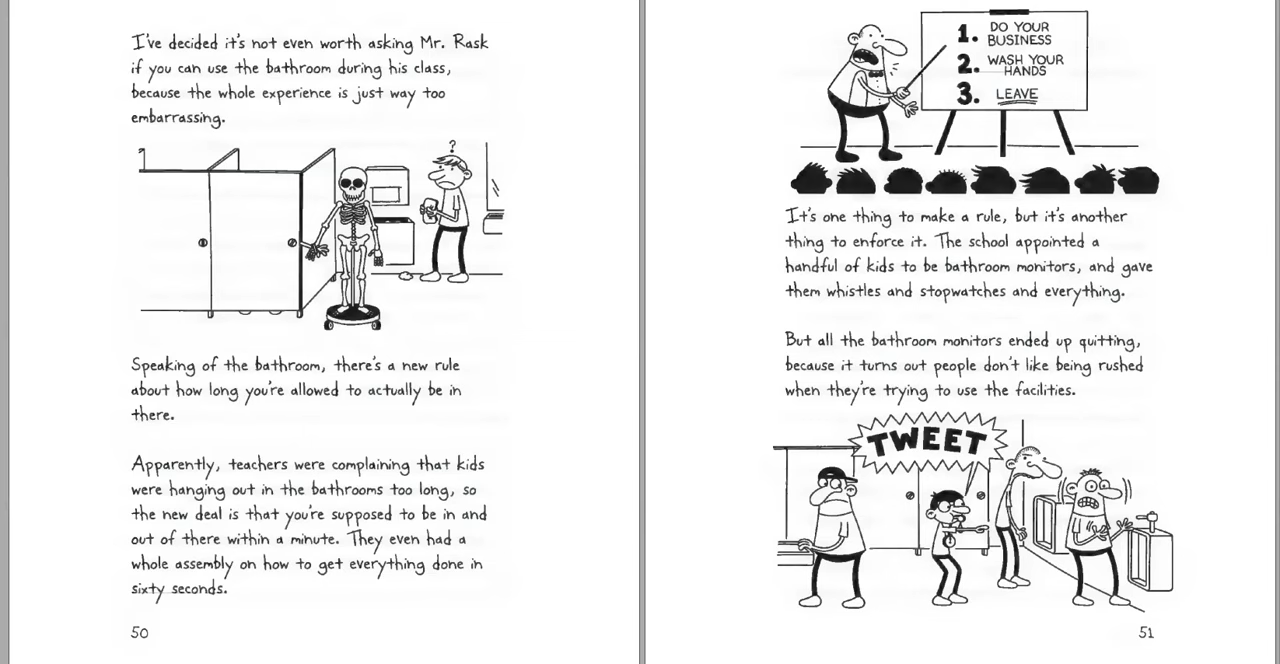 I've decided it's not even worth asking Mr. Rask
if you can use the bathroom during his class,
because the whole experience is just way too
embarrassing.
?
Speaking of the bathroom, there's a new rule
about how long you're allowed to actually be in
there.
Apparently, teachers were complaining that kids
were hanging out in the bathrooms too long, so
the new deal is that you're supposed to be in and
out of there within a minute. They even had a
whole assembly on how to get everything done in
sixty seconds.
50
1. DO YOUR
BUSINESS
2. WASH YOUR
HANDS
3. LEAVE
It's one thing to make a rule, but it's another
thing to enforce it. The school appointed a
handful of kids to be bathroom monitors, and gave
them whistles and stopwatches and everything.
But all the bathroom monitors ended up quitting,
because it turns out people don't like being rushed
when they're trying to use the facilities.
TWEET
51